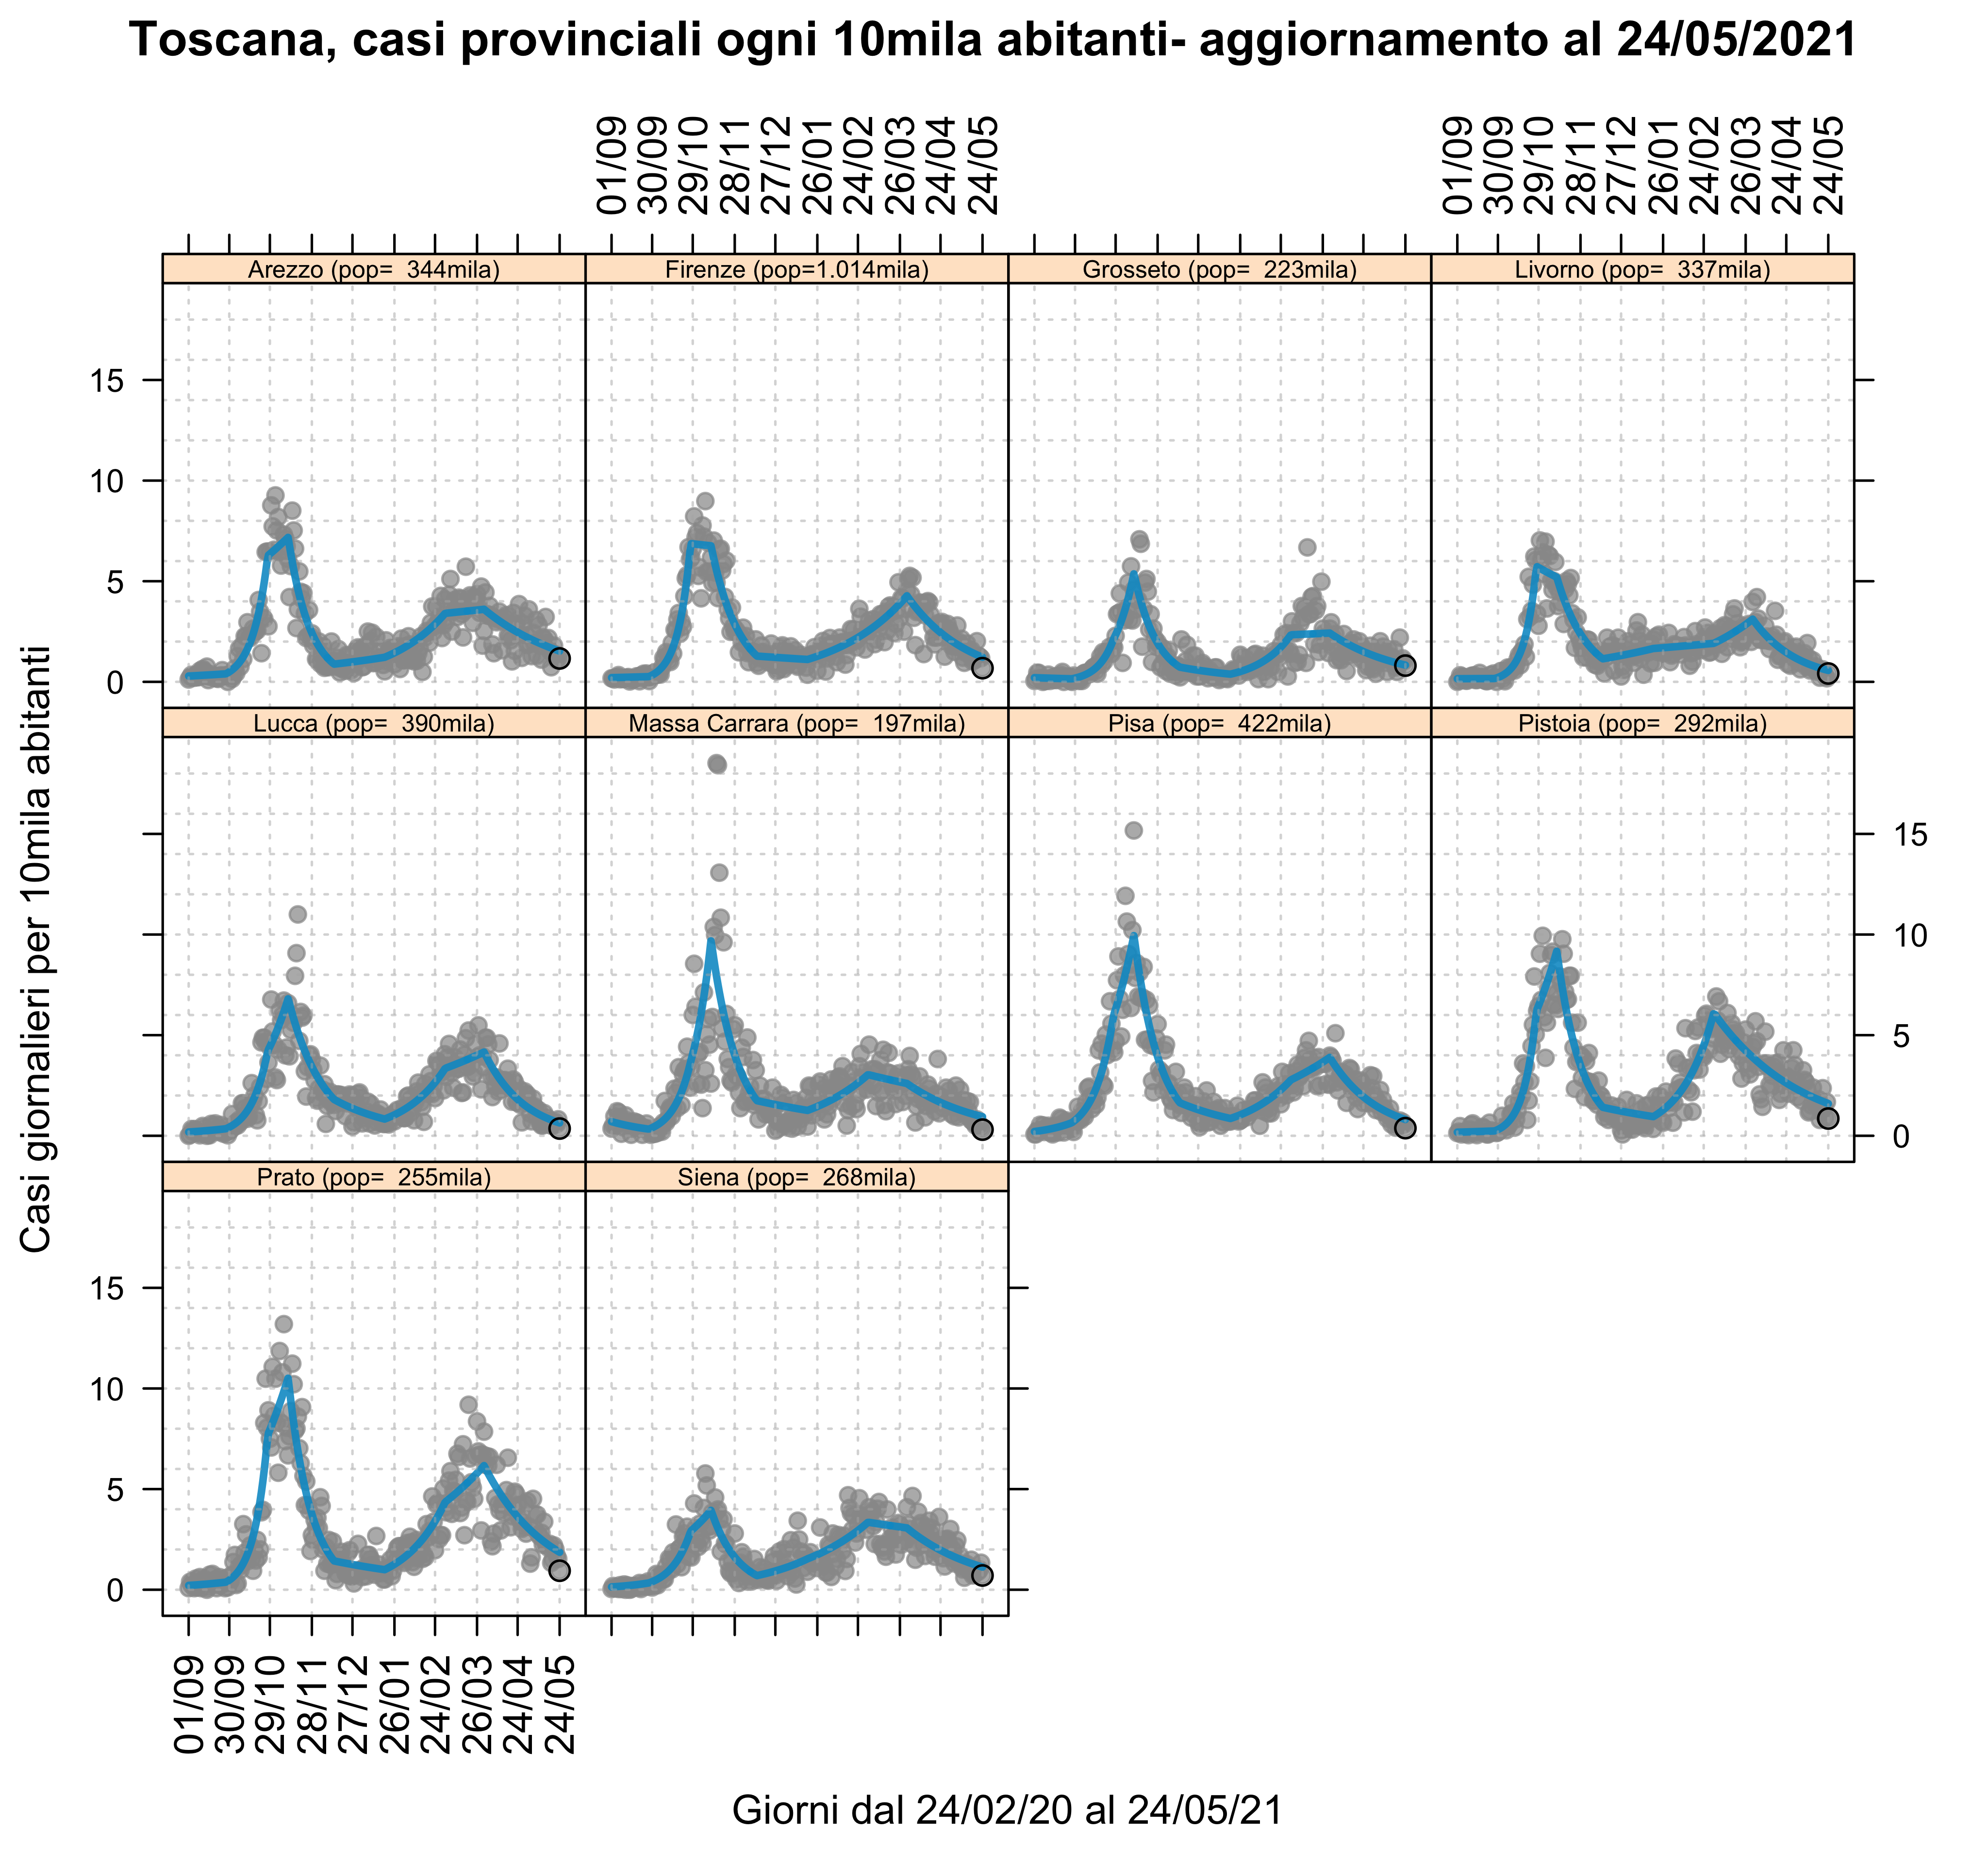 Toscana, casi provinciali ogni 10mila abitanti- aggiornamento al 24/05/2021
01/09 30/09 29/10 28/11 27/12 26/01 24/02 26/03 24/04 24/05
01/09 30/09 29/10 28/11 27/12 26/01 24/02 26/03 24/04 24/05
Arezzo (pop= 344mila)
Firenze (pop=1.014mila)
Grosseto (pop= 223mila)
Livorno (pop= 337mila)
15
10
5
0
Lucca (pop= 390mila)
Massa Carrara (pop= 197mila)
Pisa (pop= 422mila)
Pistoia (pop= 292mila)
15
10
5
0
Prato (pop= 255mila)
Siena (pop= 268mila)
15
10
5
0
01/09 30/09 29/10 28/11 27/12 26/01 24/02 26/03 24/04 24/05
Casi giornalieri per 10mila abitanti
Giorni dal 24/02/20 al 24/05/21